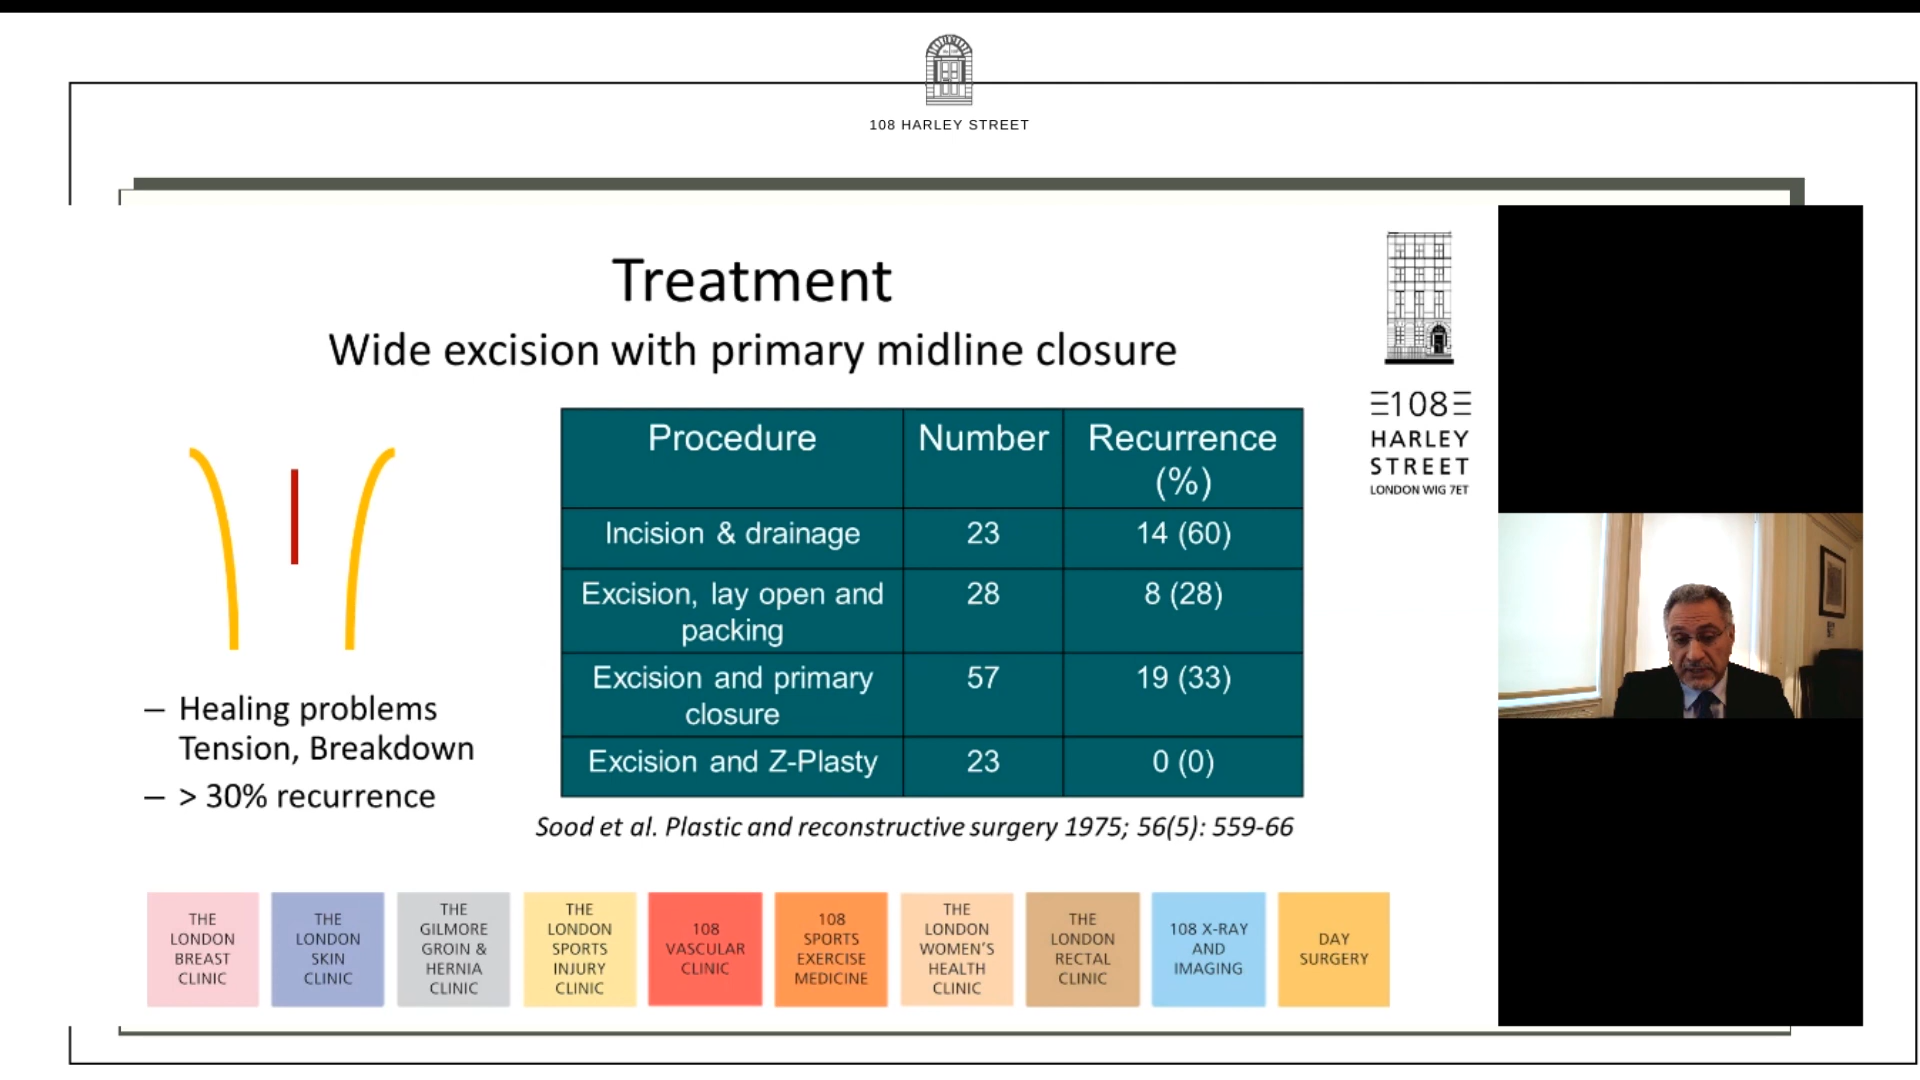 108 HARLEY STREET
Treatment
Wide excision with primary midline closure
– Healing problems
Tension, Breakdown
– > 30% recurrence
Procedure Number Recurrence
(%)
Incision & drainage 23 14 (60)
Excision, lay open and
packing 28 8 (28)
Excision and primary
closure 57 19 (33)
Excision and Z-Plasty 23 0 (0)
Sood et al. Plastic and reconstructive surgery 1975; 56(5): 559-66
108
HARLEY
STREET
LONDON WIG 7ET
THE
LONDON
BREAST
CLINIC
THE
LONDON
SKIN
CLINIC
THE
GILMORE
GROIN &
HERNIA
CLINIC
THE
LONDON
SPORTS
INJURY
CLINIC
108
VASCULAR
CLINIC
108
SPORTS
EXERCISE
MEDICINE
THE
LONDON
WOMEN'S
HEALTH
CLINIC
THE
LONDON
RECTAL
CLINIC
108 X-RAY
AND
IMAGING
DAY
SURGERY